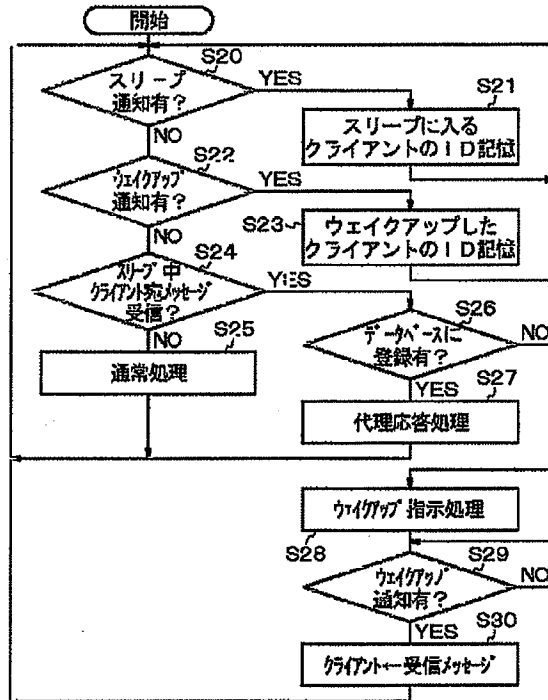 開始
S20
スリープ
通知有?
YES
NO
S21
スリープに入る
クライアントのID記憶
S22
ウェイクアップ
通知有?
YES
NO
S23
ウェイクアップした
クライアントのID記憶
S24
スリープ中
クライアント宛メッセージ
受信?
YES
NO
S25
通常処理
S26
データベースに
登録有?
NO
YES
S27
代理応答処理
ウェイクアップ指示処理
S28
S29
ウェイクアップ
通知有?
NO
YES
S30
クライアント←受信メッセージ